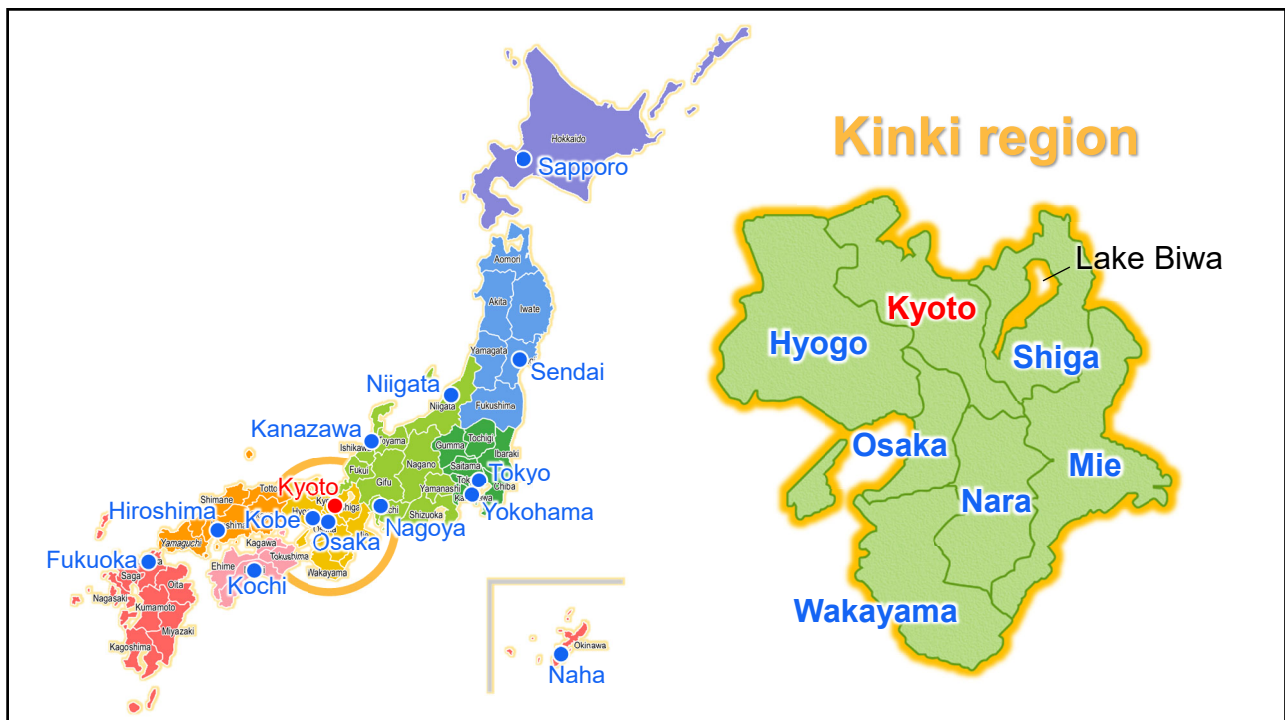 Kinki region
Hokkaido
Sapporo
Aomori
Akita
Iwate
Yamagata
Sendai
Niigata
Niigata
Fukushima
Kanazawa
Toyama
Ishikawa
Tochigi
Gumma
Ibaraki
Fukui
Nagano
Saitama
Tokyo
Gifu
Yamanashi
Chiba
Kyoto
Shimane
Shizuoka
Yokohama
Hiroshima
Kobe
Nagoya
Osaka
Yamaguchi
Kagawa
Tokushima
Fukuoka
Ehime
Wakayama
Kochi
Saga
Oita
Nagasaki
Kumamoto
Miyazaki
Kagoshima
Okinawa
Naha
Lake Biwa
Kyoto
Hyogo
Shiga
Osaka
Mie
Nara
Wakayama